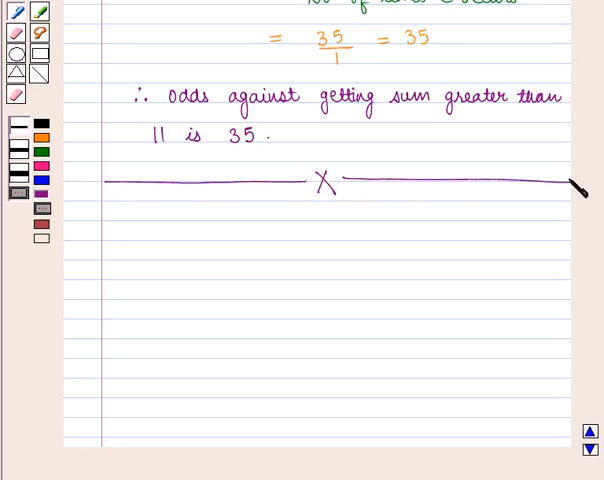 = 35/1 = 35
∴ Odds against getting sum greater than
11 is 35.
X